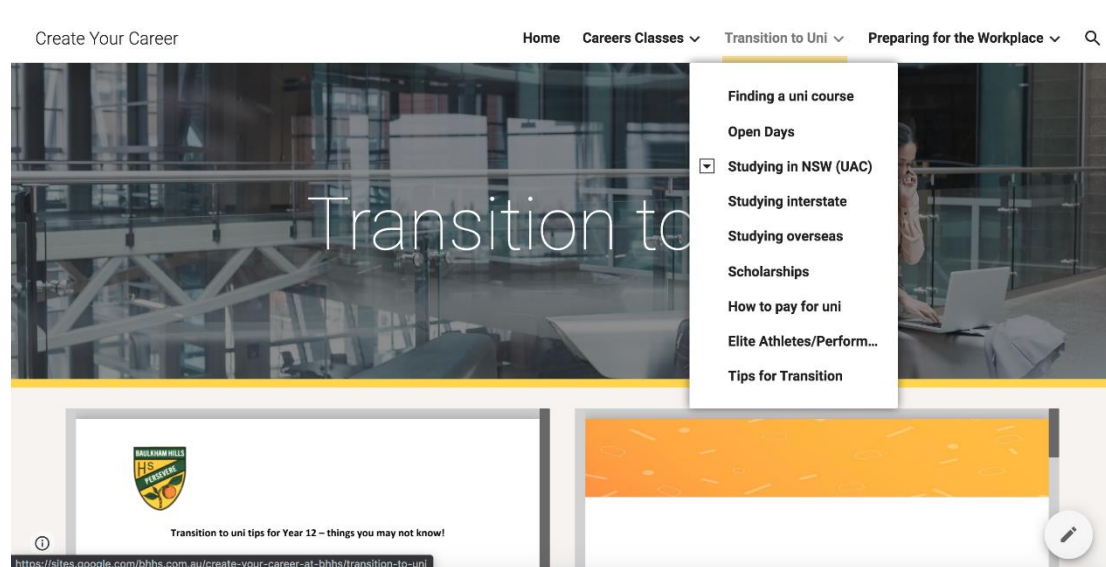 Create Your Career
Home Careers Classes Transition to Uni Preparing for the Workplace
Finding a uni course
Open Days
Studying in NSW (UAC)
Studying interstate
Studying overseas
Scholarships
How to pay for uni
Elite Athletes/Perform...
Tips for Transition
Transition to
BAULKHAM HILLS
HS
PERSEVERE
Transition to uni tips for Year 12 – things you may not know!
https://sites.google.com/bhhs.com.au/create-your-career-at-bhhs/transition-to-uni